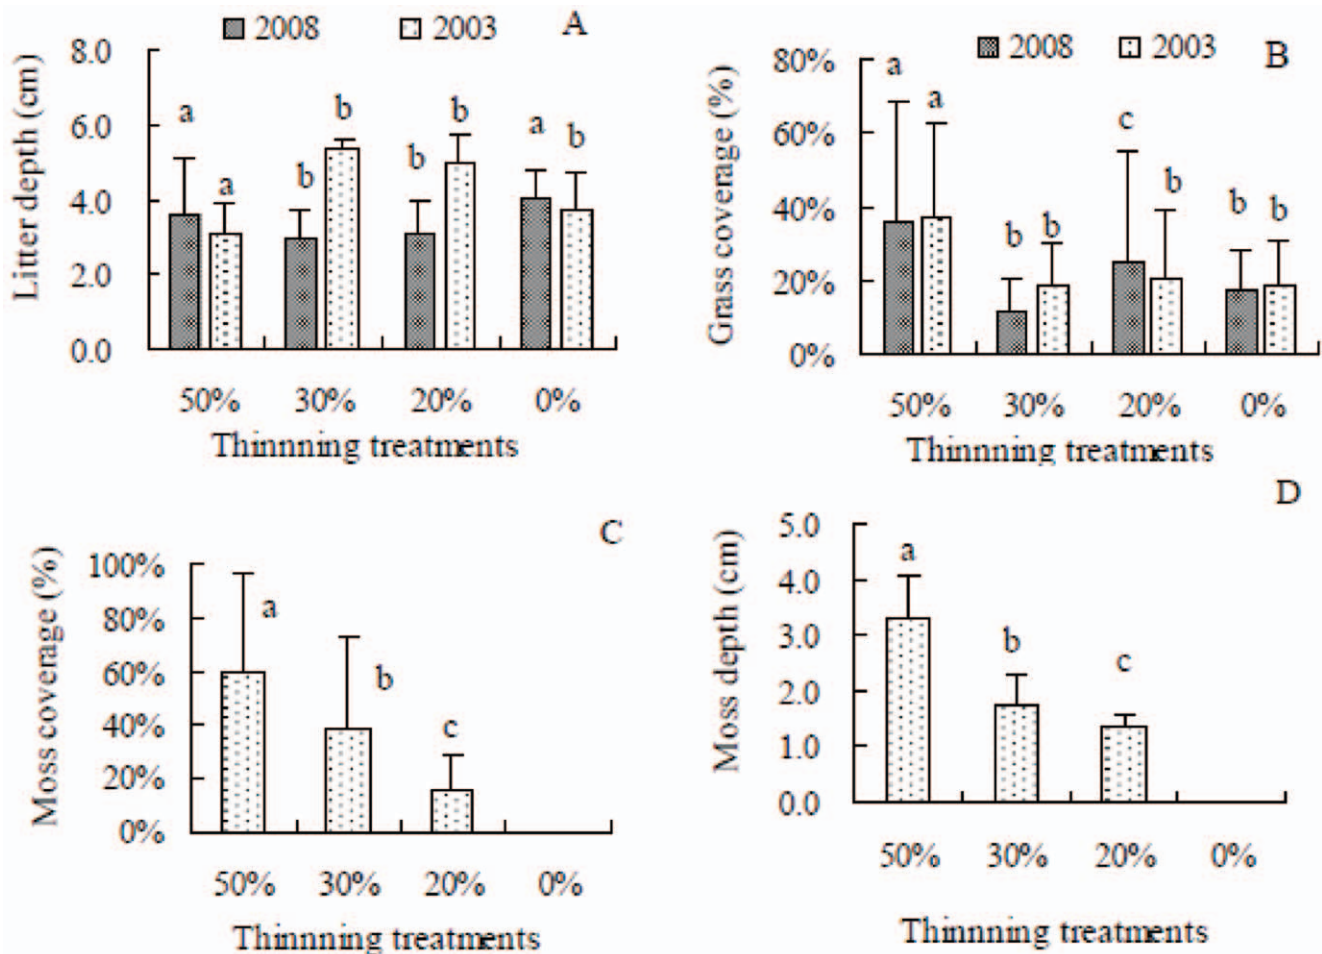 2008 2003 A
8.0
6.0
4.0
2.0
0.0
Litter depth (cm)
a a b b b b a b
50% 30% 20% 0%
Thinnning treatments
2008 2003 B
80%
60%
40%
20%
0%
Grass coverage (%)
a a b b c b b b
50% 30% 20% 0%
Thinnning treatments
C
100%
80%
60%
40%
20%
0%
Moss coverage (%)
a b c
50% 30% 20% 0%
Thinnning treatments
D
5.0
4.0
3.0
2.0
1.0
0.0
Moss depth (cm)
a b c
50% 30% 20% 0%
Thinnning treatments